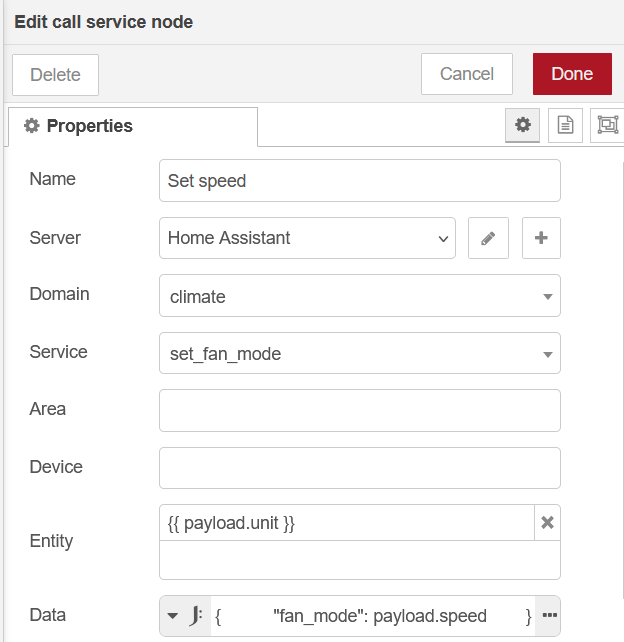 Edit call service node
Delete
Cancel
Done
Properties
Name
Set speed
Server
Home Assistant
Domain
climate
Service
set_fan_mode
Area
Device
Entity
{{ payload.unit }}
Data
J: { "fan_mode": payload.speed }